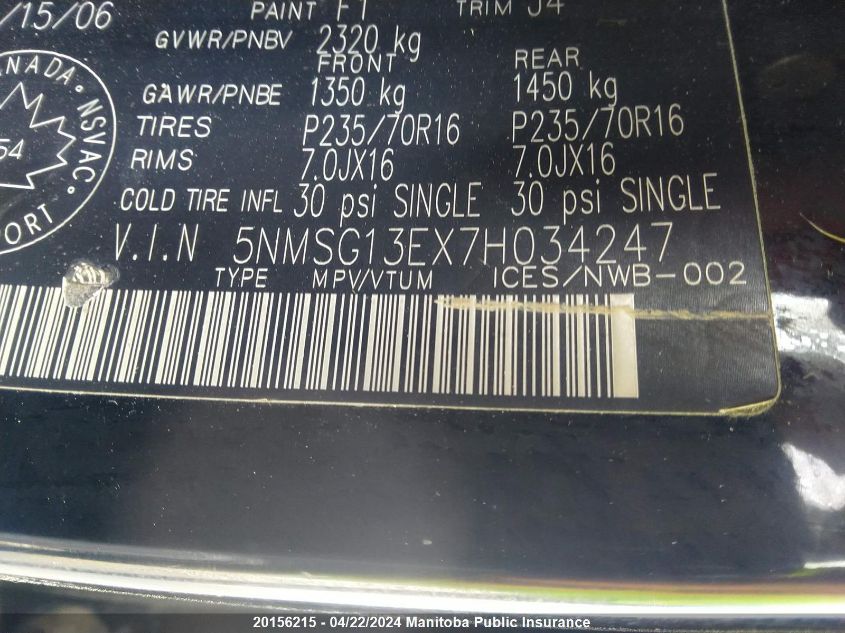 /15/06 PAINT F1 TRIM J4
GVWR/PNBV 2320 kg
FRONT REAR
GAWR/PNBE 1350 kg 1450 kg
TIRES P235/70R16 P235/70R16
RIMS 7.0JX16 7.0JX16
COLD TIRE INFL 30 psi SINGLE 30 psi SINGLE
V.I.N 5NMSG13EX7H034247
TYPE MPV/VTUM ICES/NWB-002
ANADA · NSVAC ·
54
PORT
20156215 - 04/22/2024 Manitoba Public Insurance